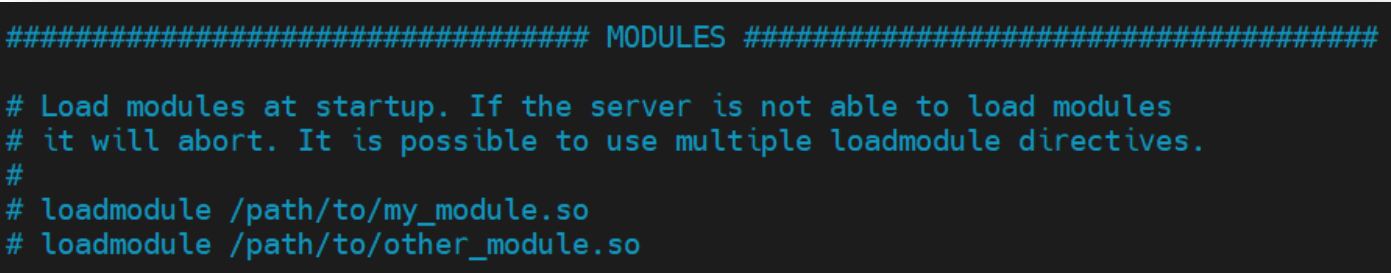 ################################## MODULES #####################################
# Load modules at startup. If the server is not able to load modules
# it will abort. It is possible to use multiple loadmodule directives.
#
# loadmodule /path/to/my_module.so
# loadmodule /path/to/other_module.so